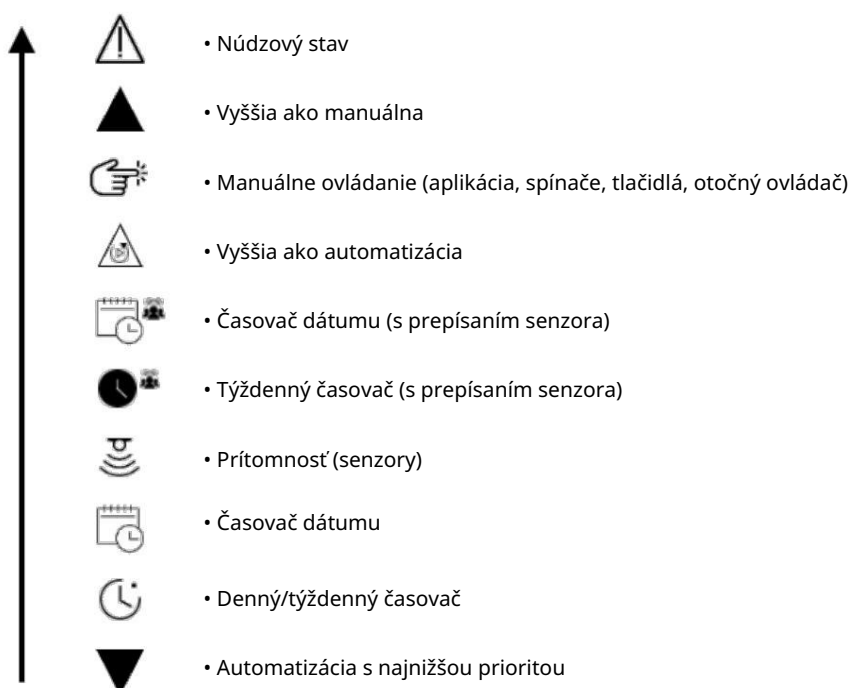 • Núdzový stav
• Vyššia ako manuálna
• Manuálne ovládanie (aplikácia, spínače, tlačidlá, otočný ovládač)
• Vyššia ako automatizácia
• Časovač dátumu (s prepísaním senzora)
• Týždenný časovač (s prepísaním senzora)
• Prítomnosť (senzory)
• Časovač dátumu
• Denný/týždenný časovač
• Automatizácia s najnižšou prioritou